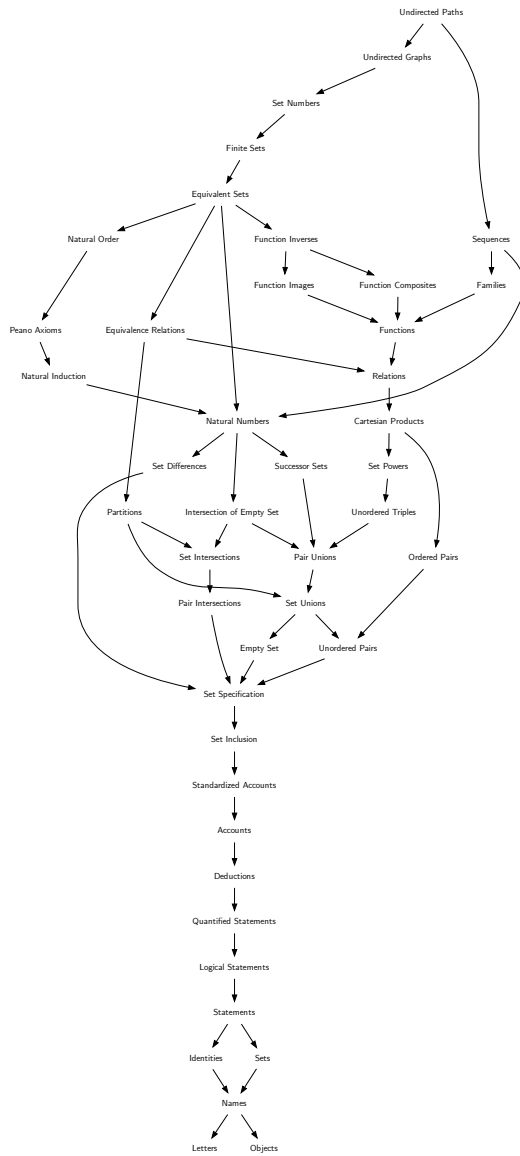 Undirected Paths
Undirected Graphs
Set Numbers
Finite Sets
Equivalent Sets
Natural Order
Function Inverses
Sequences
Function Images
Function Composites
Families
Peano Axioms
Equivalence Relations
Functions
Natural Induction
Relations
Natural Numbers
Cartesian Products
Set Differences
Successor Sets
Set Powers
Partitions
Intersection of Empty Set
Unordered Triples
Set Intersections
Pair Unions
Ordered Pairs
Pair Intersections
Set Unions
Empty Set
Unordered Pairs
Set Specification
Set Inclusion
Standardized Accounts
Accounts
Deductions
Quantified Statements
Logical Statements
Statements
Identities
Sets
Names
Letters
Objects